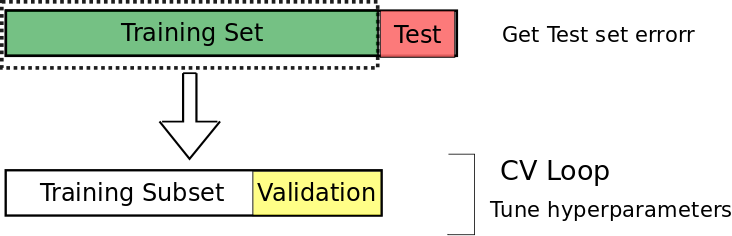 Training Set
Test
Get Test set errorr
Training Subset
Validation
CV Loop
Tune hyperparameters